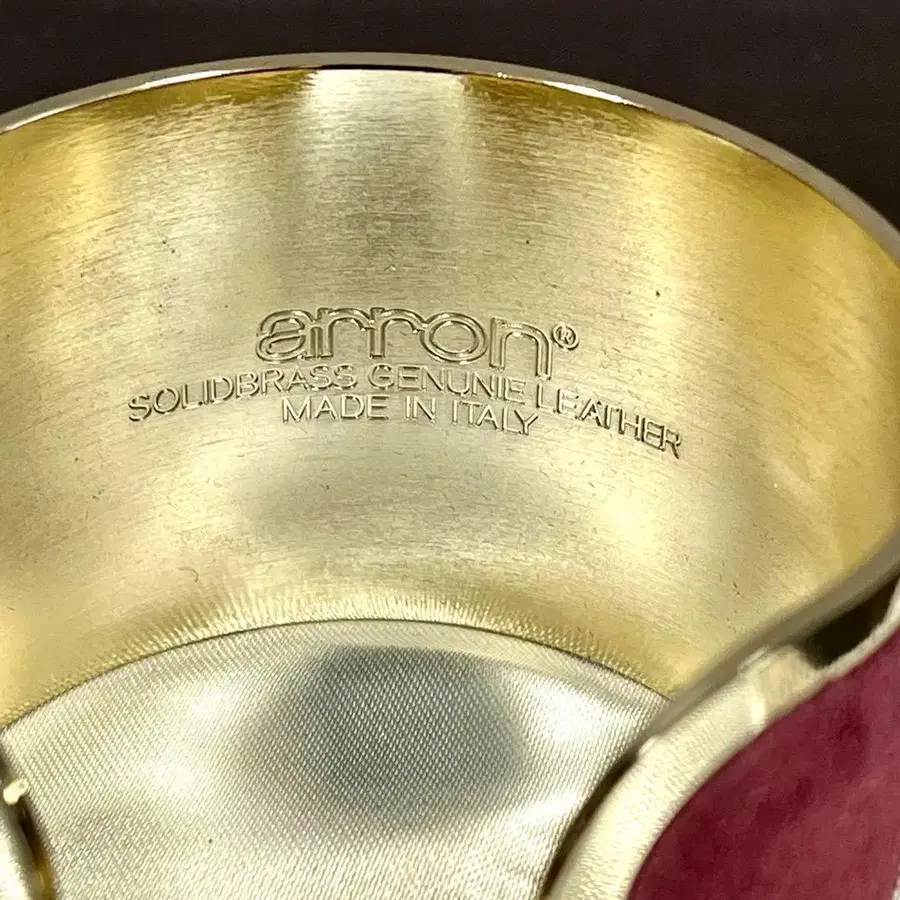 arron®
SOLIDBRASS GENUNIE LEATHER
MADE IN ITALY